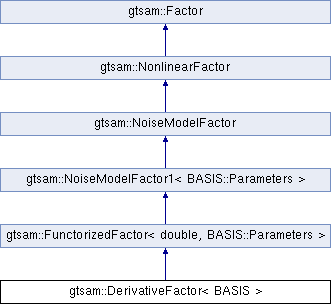 gtsam::Factor
gtsam::NonlinearFactor
gtsam::NoiseModelFactor
gtsam::NoiseModelFactor1< BASIS::Parameters >
gtsam::FunctorizedFactor< double, BASIS::Parameters >
gtsam::DerivativeFactor< BASIS >